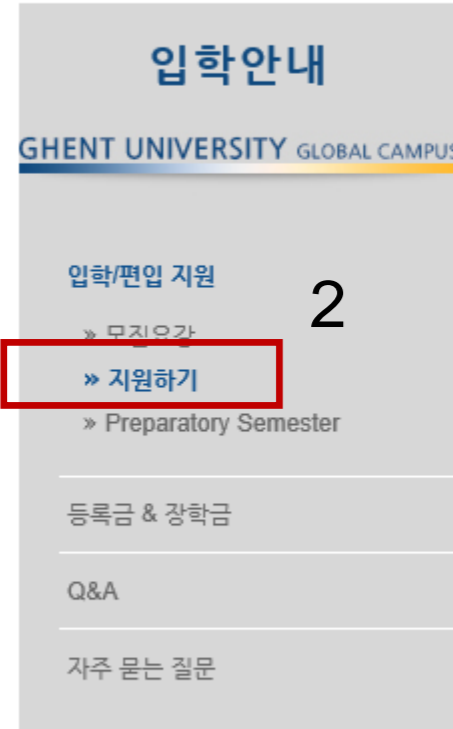 입학안내
GHENT UNIVERSITY GLOBAL CAMPUS
입학/편입 지원
2
» 모집요강
» 지원하기
» Preparatory Semester
등록금 & 장학금
Q&A
자주 묻는 질문